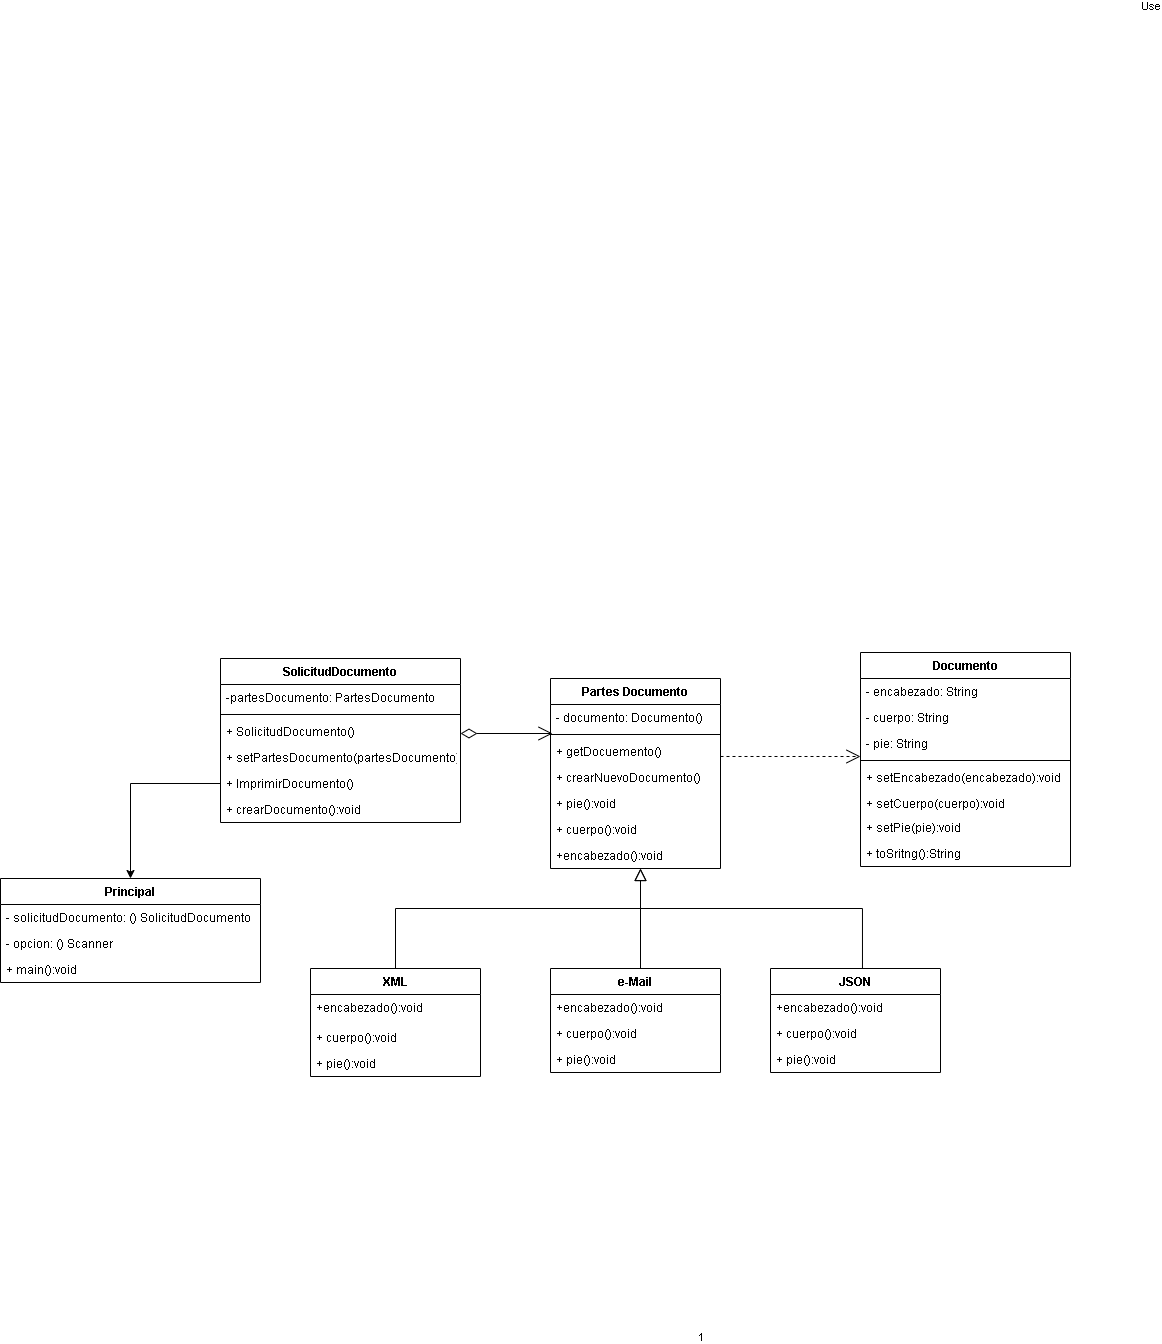 Use
SolicitudDocumento
-partesDocumento: PartesDocumento
+ SolicitudDocumento()
+ setPartesDocumento(partesDocumento
+ ImprimirDocumento()
+ crearDocumento():void
Partes Documento
- documento: Documento()
+ getDocuemento()
+ crearNuevoDocumento()
+ pie():void
+ cuerpo():void
+encabezado():void
Documento
- encabezado: String
- cuerpo: String
- pie: String
+ setEncabezado(encabezado):void
+ setCuerpo(cuerpo):void
+ setPie(pie):void
+ toSritng():String
Principal
- solicitudDocumento: () SolicitudDocumento
- opcion: () Scanner
+ main():void
XML
+encabezado():void
+ cuerpo():void
+ pie():void
e-Mail
+encabezado():void
+ cuerpo():void
+ pie():void
JSON
+encabezado():void
+ cuerpo():void
+ pie():void
1